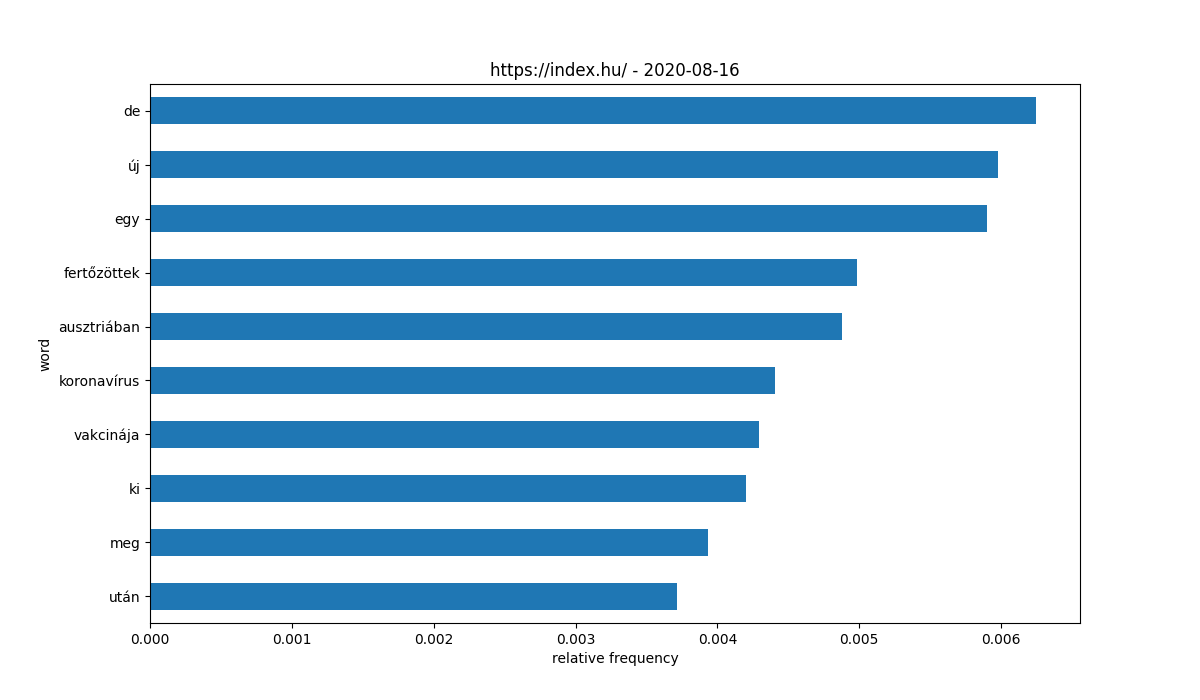 https://index.hu/ - 2020-08-16
word
de
új
egy
fertőzöttek
ausztriában
koronavírus
vakcinája
ki
meg
után
0.000 0.001 0.002 0.003 0.004 0.005 0.006
relative frequency